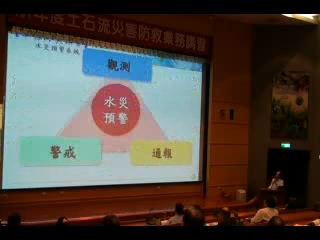 年度土石流災害防救業務講習
水災預警系統
觀測
水災
預警
警戒
通報